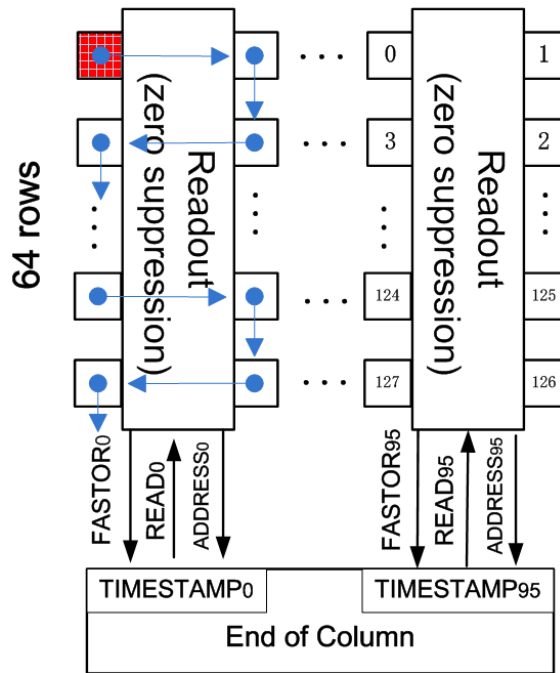 64 rows
Readout
(zero suppression)
0
3
124
127
Readout
(zero suppression)
1
2
125
126
FASTOR0
READ0
ADDRESS0
FASTOR95
READ95
ADDRESS95
TIMESTAMP0
TIMESTAMP95
End of Column